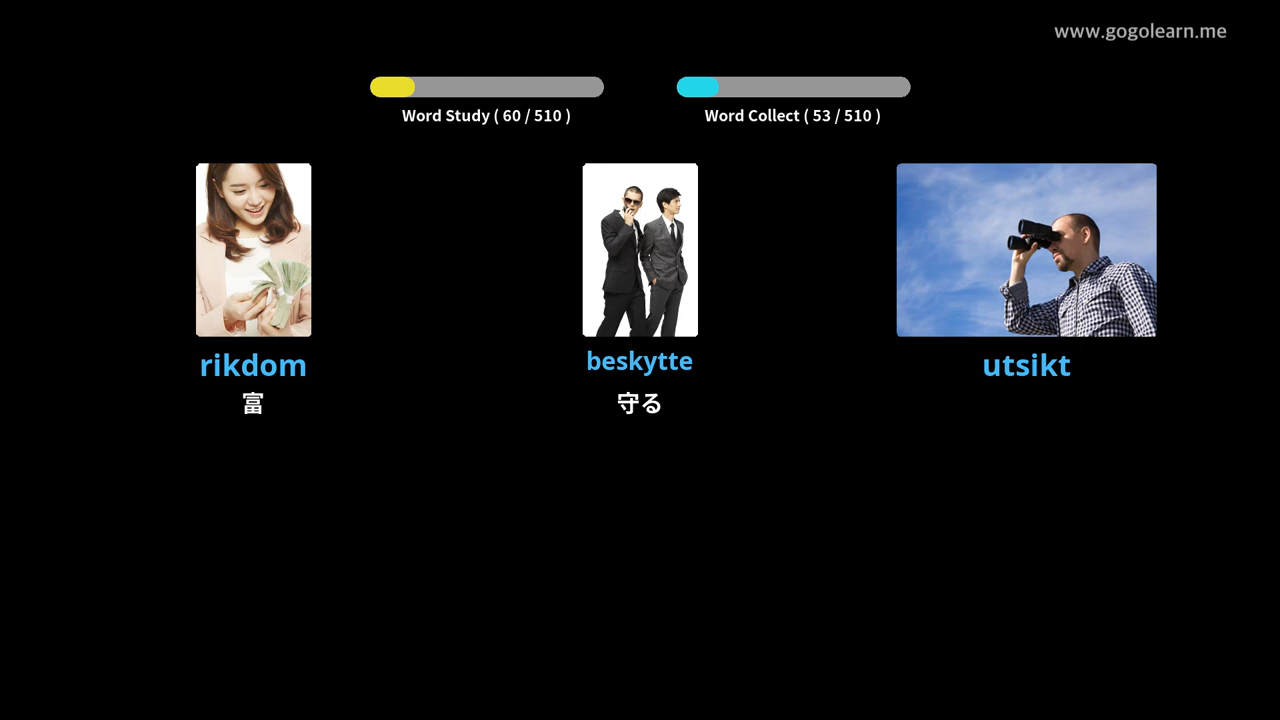 www.gogolearn.me
Word Study ( 60 / 510 )
Word Collect ( 53 / 510 )
rikdom
富
beskytte
守る
utsikt